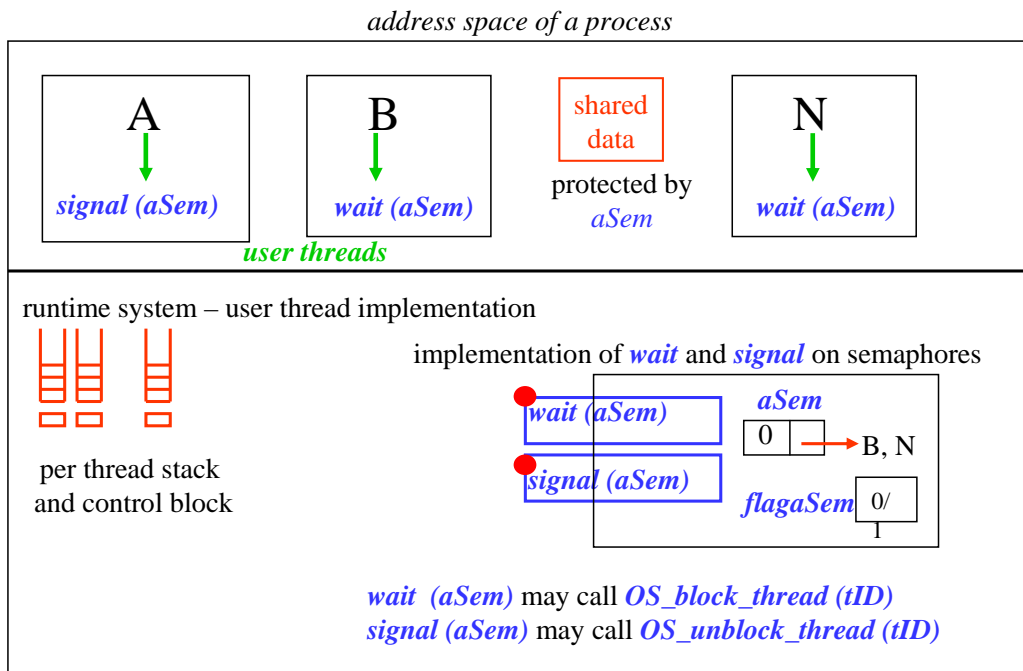 address space of a process
A
B
shared
data
N
signal (aSem)
wait (aSem)
protected by
aSem
wait (aSem)
user threads
runtime system – user thread implementation
implementation of wait and signal on semaphores
wait (aSem)
aSem
0
B, N
signal (aSem)
flagaSem
0/
1
per thread stack
and control block
wait (aSem) may call OS_block_thread (tID)
signal (aSem) may call OS_unblock_thread (tID)